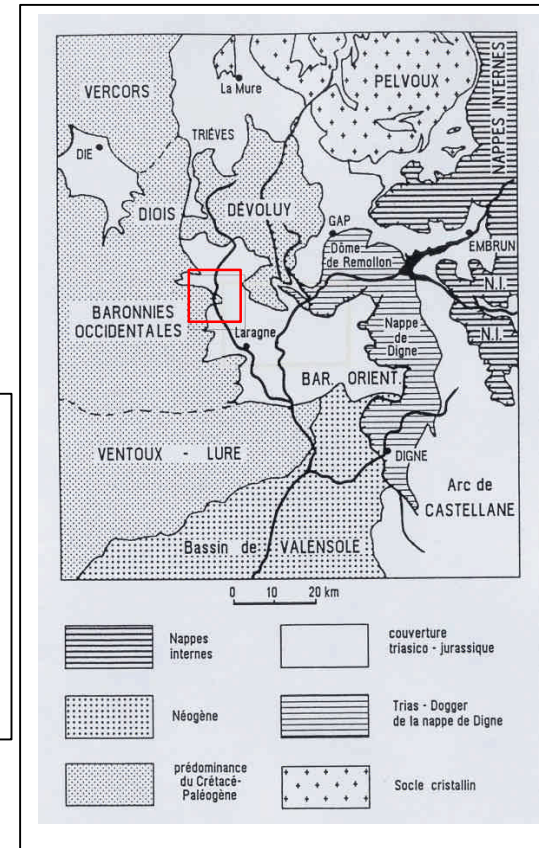 VERCORS
La Mure
PELVOUX
NAPPES INTERNES
DIE
TRIÉVES
DIOIS
DÉVOLUY
GAP
Dôme
de Remollon
EMBRUN
N.I.
N.I.
BARONNIES
OCCIDENTALES
Laragne
Nappe
de
Digne
BAR. ORIENT.
VENTOUX - LURE
DIGNE
Arc de
CASTELLANE
Bassin de VALENSOLE
0 10 20 km
Nappes
internes
couverture
triasico - jurassique
Néogène
Trias - Dogger
de la nappe de Digne
prédominance
du Crétacé-
Paléogène
Socle cristallin